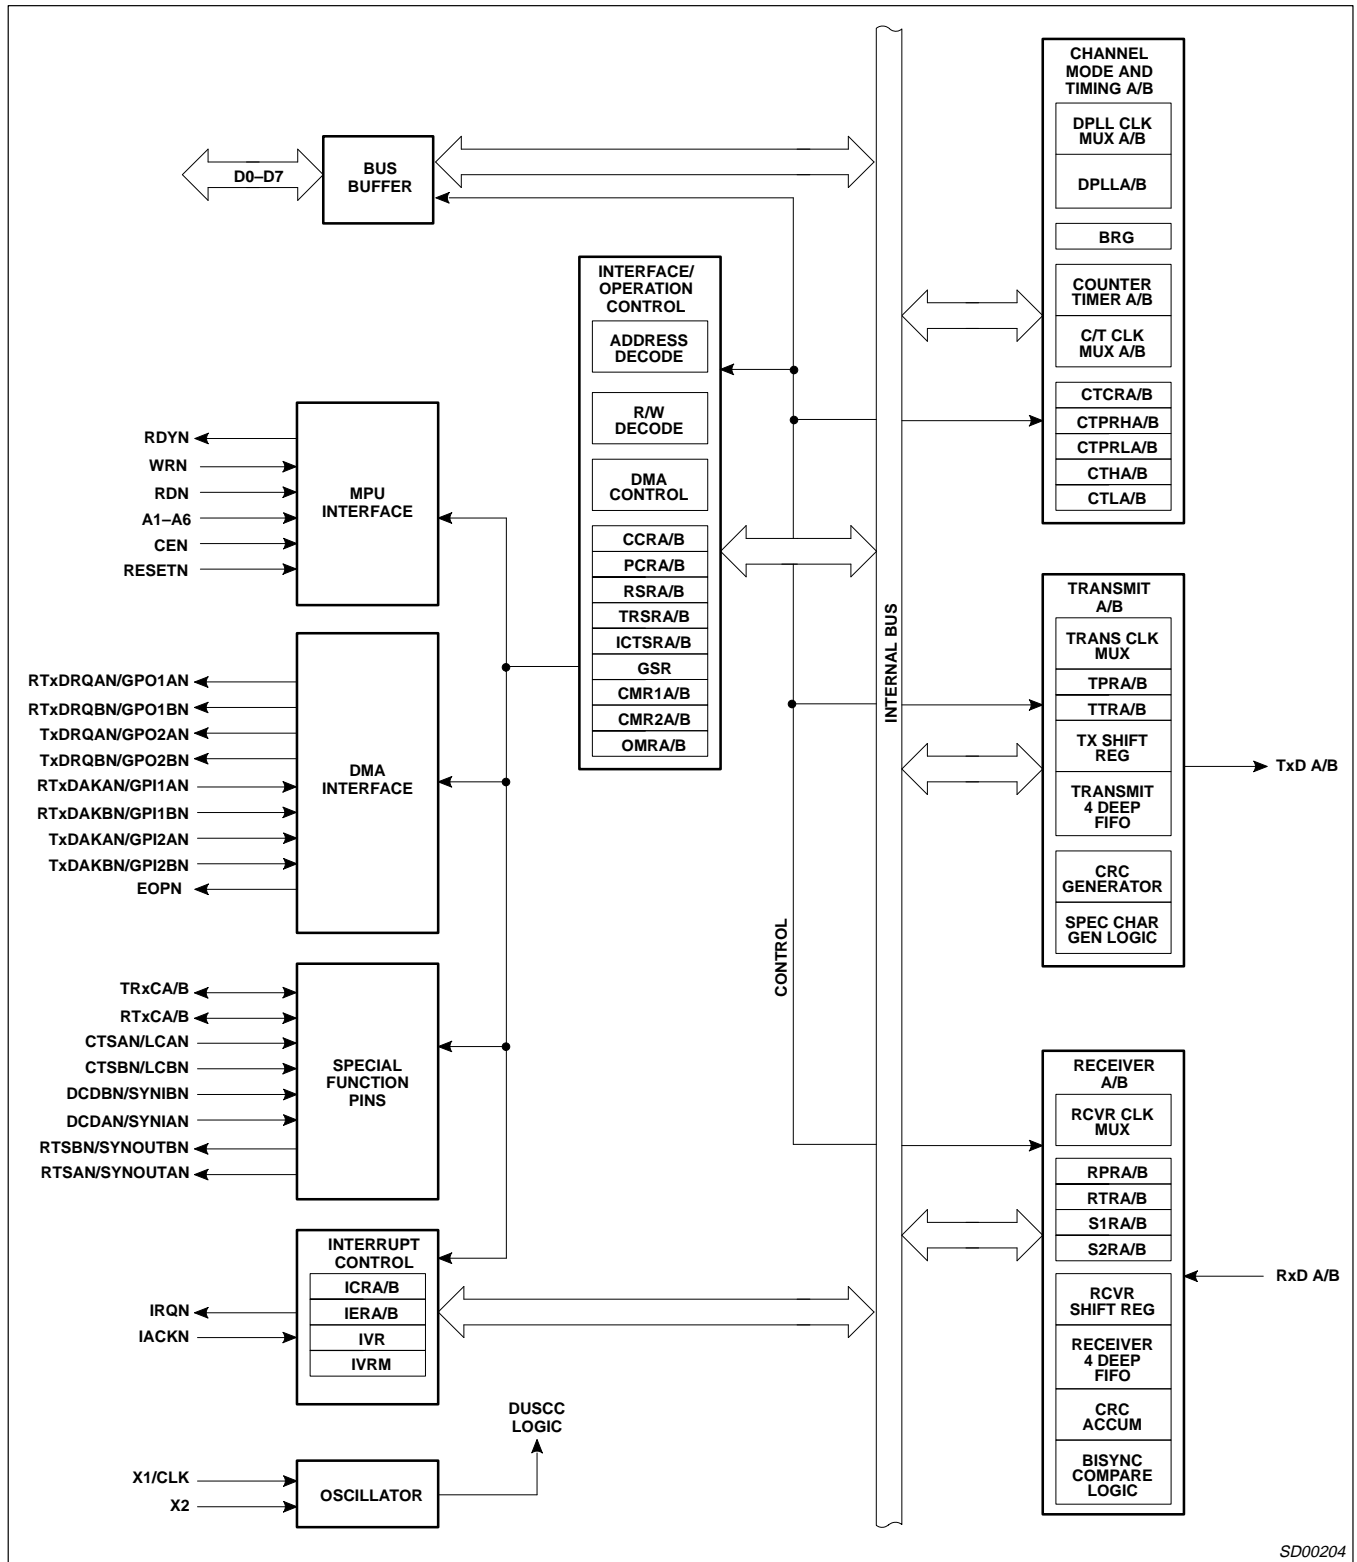 D0–D7
BUS
BUFFER
INTERFACE/
OPERATION
CONTROL
ADDRESS
DECODE
R/W
DECODE
DMA
CONTROL
CCRA/B
PCRA/B
RSRA/B
TRSRA/B
ICTSRA/B
GSR
CMR1A/B
CMR2A/B
OMRA/B
RDYN
WRN
RDN
A1–A6
CEN
RESETN
MPU
INTERFACE
RTxDRQAN/GPO1AN
RTxDRQBN/GPO1BN
TxDRQAN/GPO2AN
TxDRQBN/GPO2BN
RTxDAKAN/GPI1AN
RTxDAKBN/GPI1BN
TxDAKAN/GPI2AN
TxDAKBN/GPI2BN
EOPN
DMA
INTERFACE
TRxCA/B
RTxCA/B
CTSAN/LCAN
CTSBN/LCBN
DCDBN/SYNIBN
DCDAN/SYNIAN
RTSBN/SYNOUTBN
RTSAN/SYNOUTAN
SPECIAL
FUNCTION
PINS
INTERRUPT
CONTROL
ICRA/B
IERA/B
IVR
IVRM
IRQN
IACKN
DUSCC
LOGIC
X1/CLK
X2
OSCILLATOR
CONTROL
INTERNAL BUS
CHANNEL
MODE AND
TIMING A/B
DPLL CLK
MUX A/B
DPLLA/B
BRG
COUNTER
TIMER A/B
C/T CLK
MUX A/B
CTCRA/B
CTPRHA/B
CTPRLA/B
CTHA/B
CTLA/B
TRANSMIT
A/B
TRANS CLK
MUX
TPRA/B
TTRA/B
TX SHIFT
REG
TRANSMIT
4 DEEP
FIFO
CRC
GENERATOR
SPEC CHAR
GEN LOGIC
TxD A/B
RECEIVER
A/B
RCVR CLK
MUX
RPRA/B
RTRA/B
S1RA/B
S2RA/B
RCVR
SHIFT REG
RECEIVER
4 DEEP
FIFO
CRC
ACCUM
BISYNC
COMPARE
LOGIC
RxD A/B
SD00204